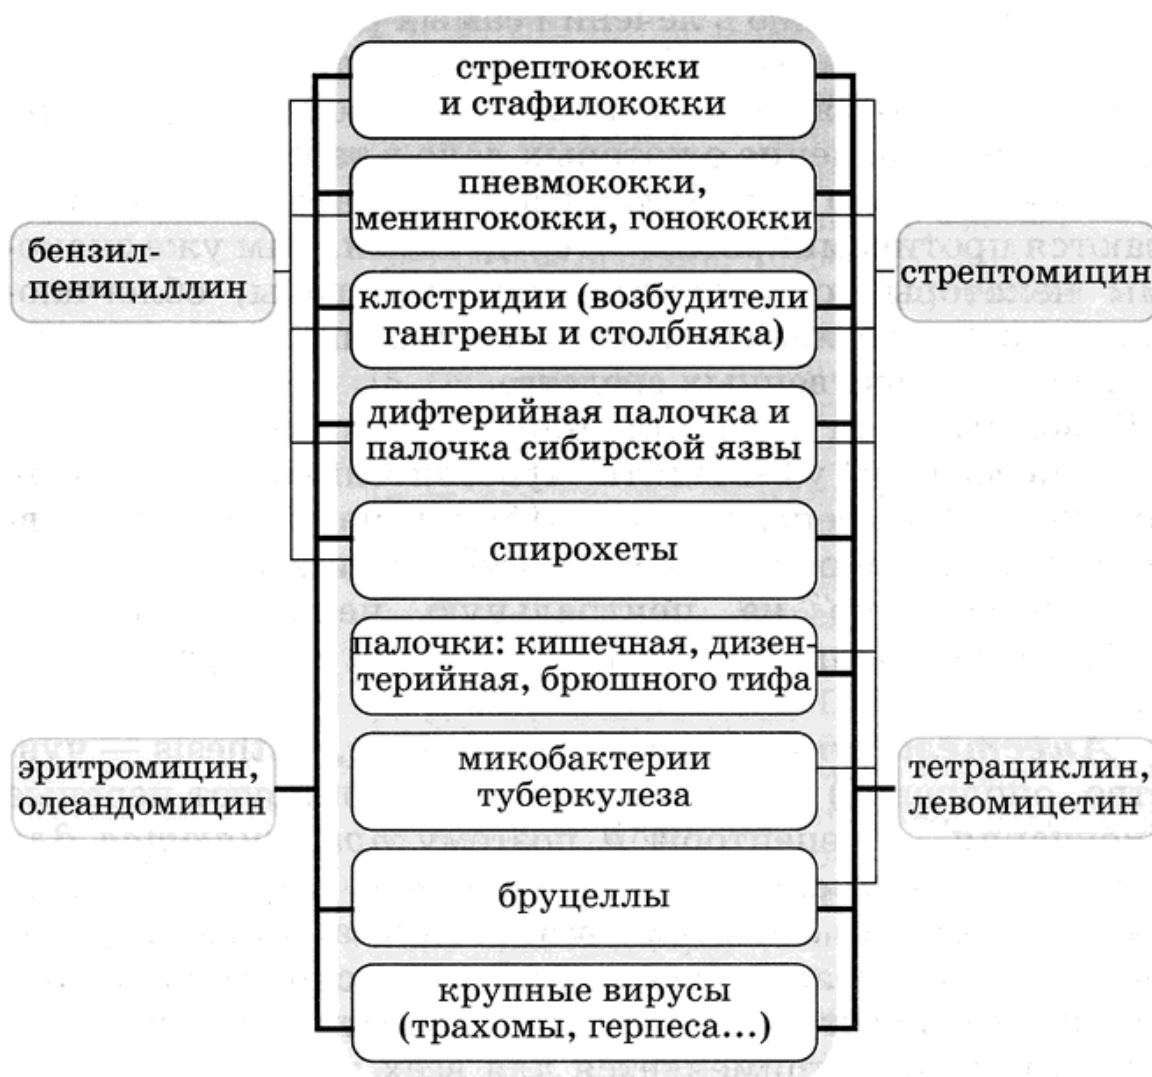 стрептококки
и стафилококки
пневмококки,
менингококки, гонококки
бензил-
пенициллин
стрептомицин
клостридии (возбудители
гангрены и столбняка)
дифтерийная палочка и
палочка сибирской язвы
спирохеты
палочки: кишечная, дизен-
терийная, брюшного тифа
эритромицин,
олеандомицин
микобактерии
туберкулеза
тетрациклин,
левомицетин
бруцеллы
крупные вирусы
(трахомы, герпеса...)